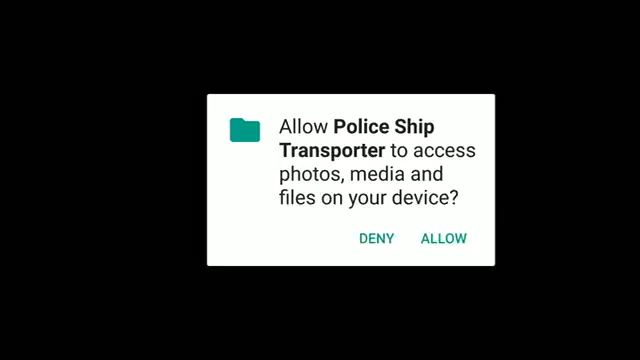 Allow Police Ship
Transporter to access
photos, media and
files on your device?
DENY ALLOW